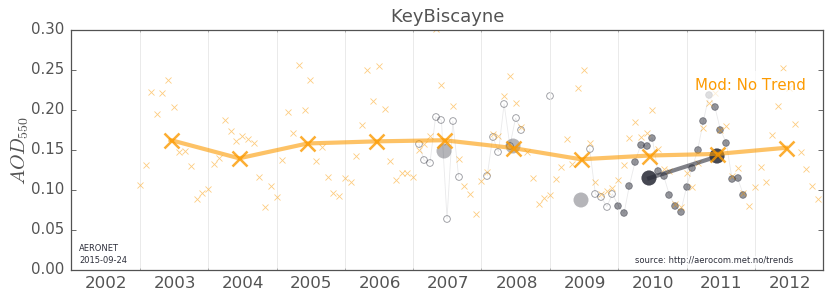 KeyBiscayne
0.30
0.25
0.20
0.15
0.10
0.05
0.00
AOD550
Mod: No Trend
AERONET
2015-09-24
source: http://aerocom.met.no/trends
2002 2003 2004 2005 2006 2007 2008 2009 2010 2011 2012